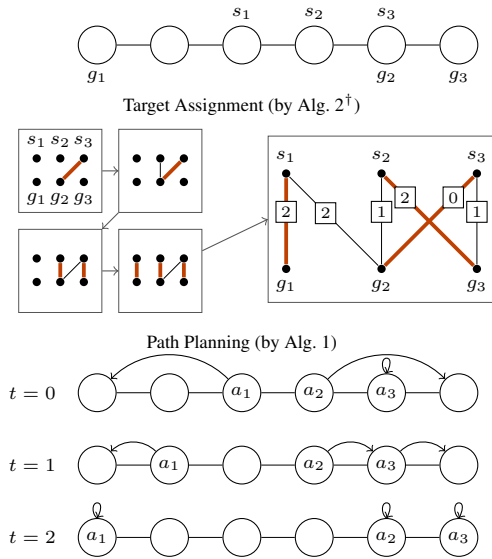 s₁ s₂ s₃
g₁ g₂ g₃
Target Assignment (by Alg. 2†)
s₁ s₂ s₃
g₁ g₂ g₃
s₁ s₂ s₃
2 2 1 2 0 1
g₁ g₂ g₃
Path Planning (by Alg. 1)
t = 0 a₁ a₂ a₃
t = 1 a₁ a₂ a₃
t = 2 a₁ a₂ a₃